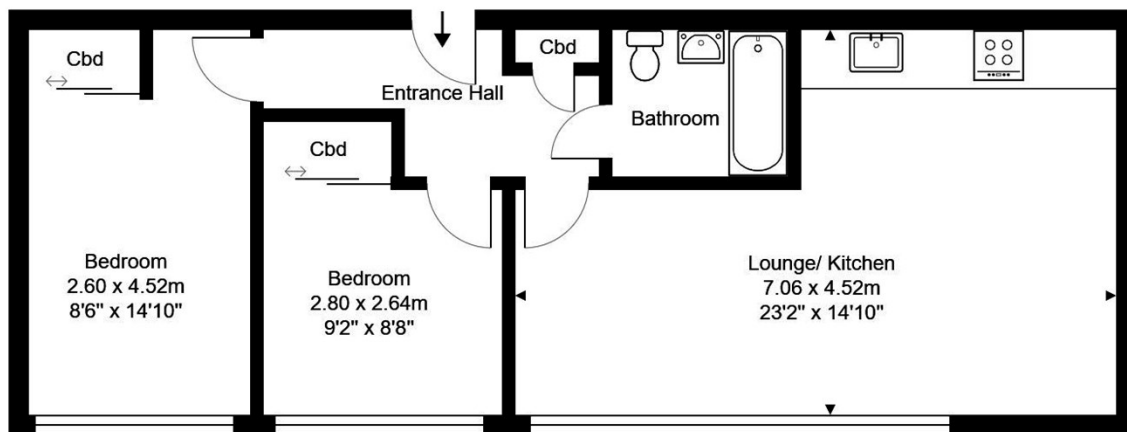 Cbd
Cbd
Entrance Hall
Bathroom
Cbd
Bedroom
2.60 x 4.52m
8'6" x 14'10"
Bedroom
2.80 x 2.64m
9'2" x 8'8"
Lounge/ Kitchen
7.06 x 4.52m
23'2" x 14'10"